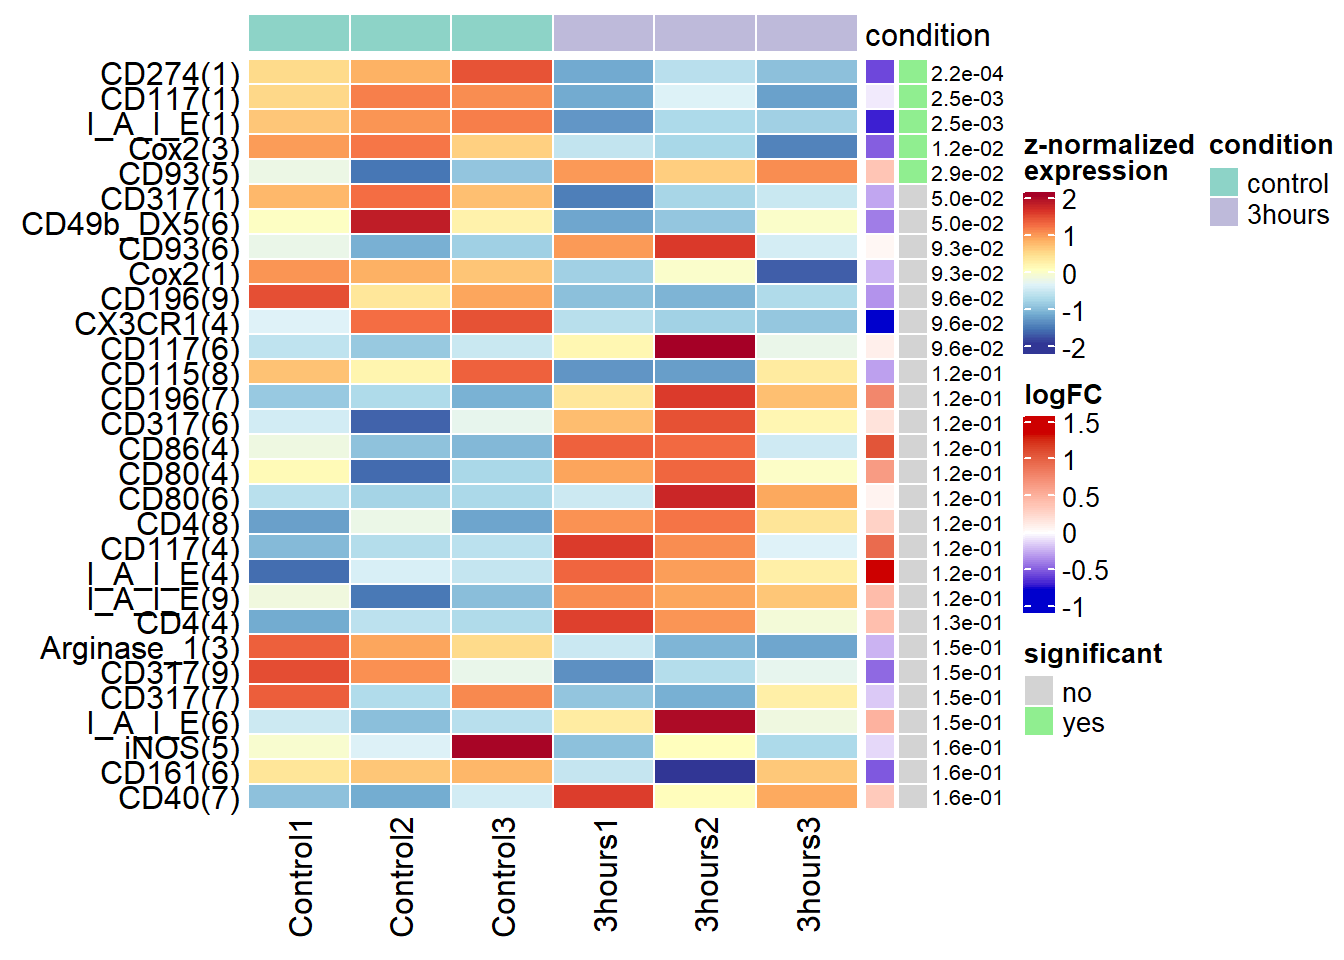 condition
CD274(1) 2.2e-04
CD117(1) 2.5e-03
I_A_I_E(1) 2.5e-03
Cox2(3) 1.2e-02
CD93(5) 2.9e-02
CD317(1) 5.0e-02
CD49b_DX5(6) 5.0e-02
CD93(6) 9.3e-02
Cox2(1) 9.3e-02
CD196(9) 9.6e-02
CX3CR1(4) 9.6e-02
CD117(6) 9.6e-02
CD115(8) 1.2e-01
CD196(7) 1.2e-01
CD317(6) 1.2e-01
CD86(4) 1.2e-01
CD80(4) 1.2e-01
CD80(6) 1.2e-01
CD4(8) 1.2e-01
CD117(4) 1.2e-01
I_A_I_E(4) 1.2e-01
I_A_I_E(9) 1.2e-01
CD4(4) 1.3e-01
Arginase_1(3) 1.5e-01
CD317(9) 1.5e-01
CD317(7) 1.5e-01
I_A_I_E(6) 1.5e-01
iNOS(5) 1.6e-01
CD161(6) 1.6e-01
CD40(7) 1.6e-01
Control1
Control2
Control3
3hours1
3hours2
3hours3
z-normalized
expression
2
1
0
-1
-2
logFC
1.5
1
0.5
0
-0.5
-1
significant
no
yes
condition
control
3hours